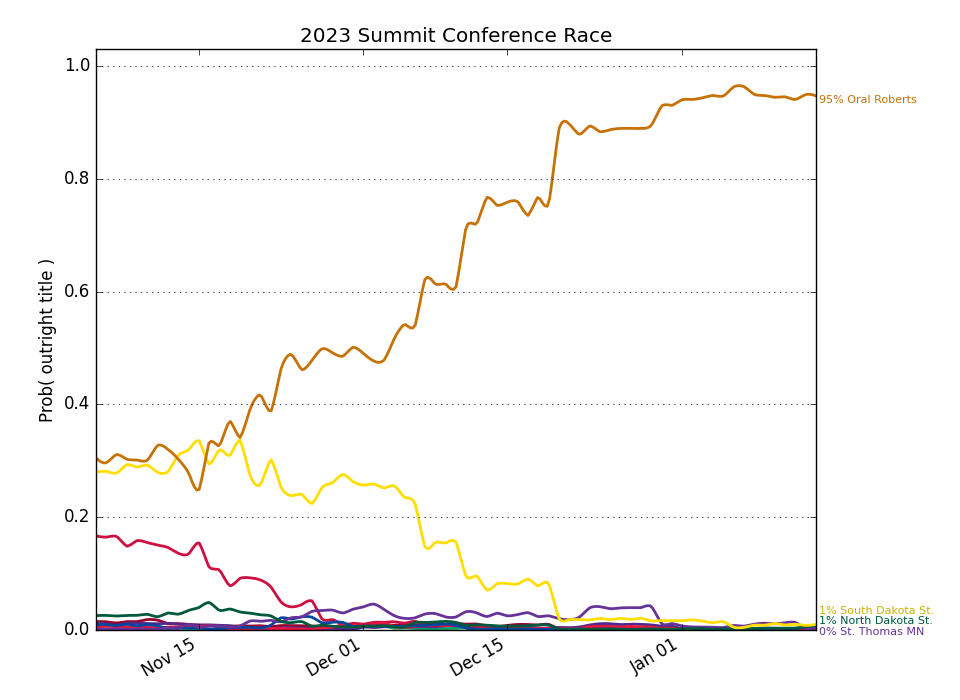 2023 Summit Conference Race
Prob( outright title )
1.0
0.8
0.6
0.4
0.2
0.0
Nov 15
Dec 01
Dec 15
Jan 01
95% Oral Roberts
1% South Dakota St.
1% North Dakota St.
0% St. Thomas MN